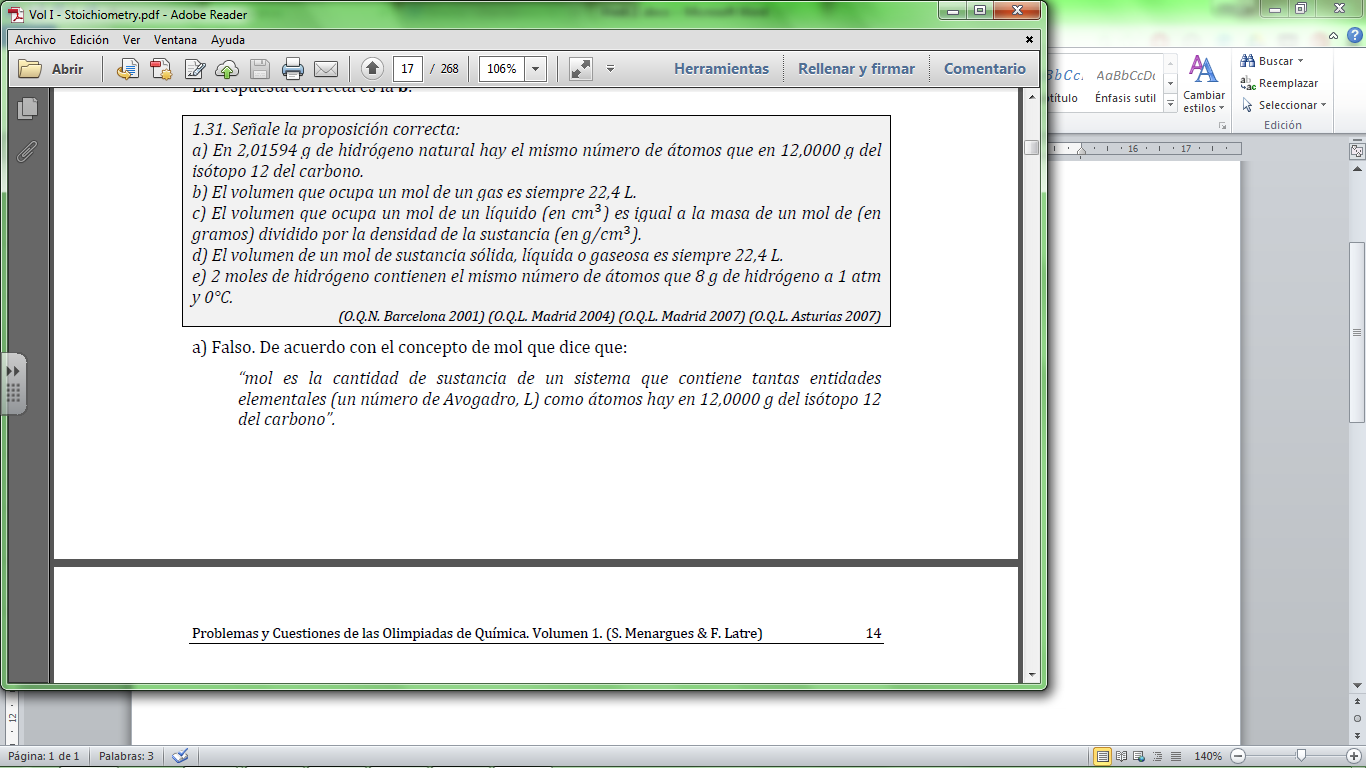 Vol I - Stoichiometry.pdf - Adobe Reader
Archivo Edición Ver Ventana Ayuda
Abrir 17 / 268 106% Herramientas Rellenar y firmar Comentario
La respuesta correcta es la b.
1.31. Señale la proposición correcta:
a) En 2,01594 g de hidrógeno natural hay el mismo número de átomos que en 12,0000 g del
isótopo 12 del carbono.
b) El volumen que ocupa un mol de un gas es siempre 22,4 L.
c) El volumen que ocupa un mol de un líquido (en cm³) es igual a la masa de un mol de (en
gramos) dividido por la densidad de la sustancia (en g/cm³).
d) El volumen de un mol de sustancia sólida, líquida o gaseosa es siempre 22,4 L.
e) 2 moles de hidrógeno contienen el mismo número de átomos que 8 g de hidrógeno a 1 atm
y 0°C.
(O.Q.N. Barcelona 2001) (O.Q.L. Madrid 2004) (O.Q.L. Madrid 2007) (O.Q.L. Asturias 2007)
a) Falso. De acuerdo con el concepto de mol que dice que:
“mol es la cantidad de sustancia de un sistema que contiene tantas entidades
elementales (un número de Avogadro, L) como átomos hay en 12,0000 g del isótopo 12
del carbono”.
Problemas y Cuestiones de las Olimpiadas de Química. Volumen 1. (S. Menargues & F. Latre) 14
AaBbCcDc
título Énfasis sutil
Cambiar
estilos
Buscar
Reemplazar
Seleccionar
Edición
16 17
12
Página: 1 de 1 Palabras: 3 140%